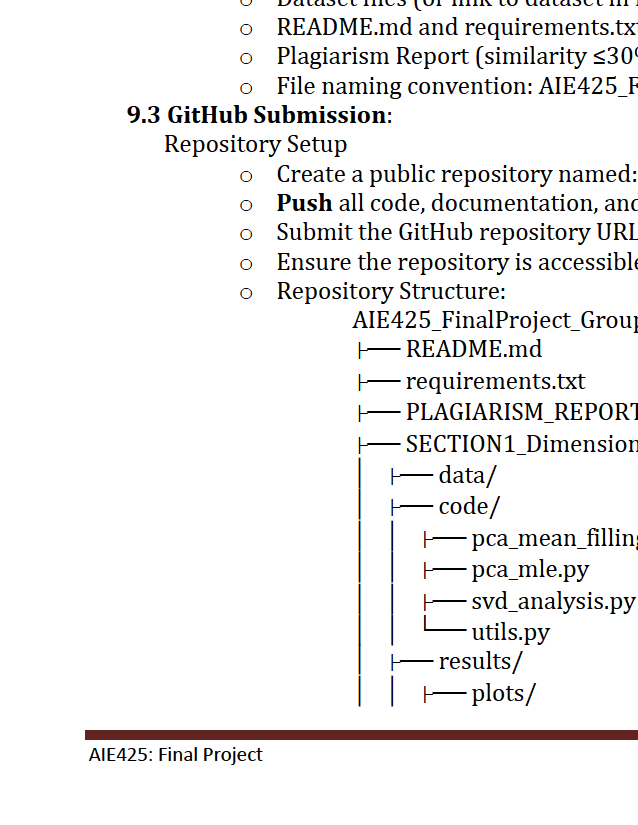 Dataset files (or link to dataset in
○ README.md and requirements.txt
○ Plagiarism Report (similarity ≤30%
○ File naming convention: AIE425_F
9.3 GitHub Submission:
Repository Setup
○ Create a public repository named:
○ Push all code, documentation, and
○ Submit the GitHub repository URL
○ Ensure the repository is accessible
○ Repository Structure:
AIE425_FinalProject_Group
├── README.md
├── requirements.txt
├── PLAGIARISM_REPORT
├── SECTION1_Dimension
│ ├── data/
│ ├── code/
│ │ ├── pca_mean_filling
│ │ ├── pca_mle.py
│ │ ├── svd_analysis.py
│ │ └── utils.py
│ ├── results/
│ │ ├── plots/
AIE425: Final Project